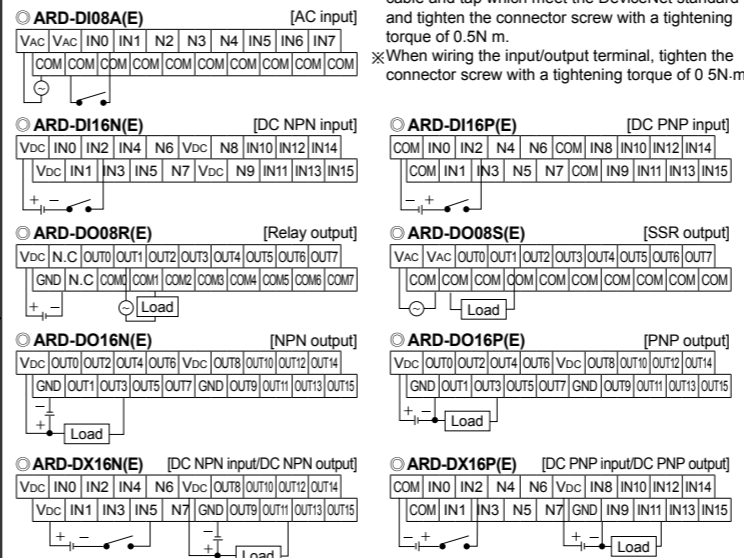 cable and tap which meet the DeviceNet standard
and tighten the connector screw with a tightening
torque of 0.5N m.
※When wiring the input/output terminal, tighten the
connector screw with a tightening torque of 0 5N·m
◎ ARD-DI08A(E) [AC input]
VAC VAC IN0 IN1 N2 N3 N4 IN5 IN6 IN7
COM COM COM COM COM COM COM COM COM COM
~
◎ ARD-DI16N(E) [DC NPN input]
VDC IN0 IN2 IN4 N6 VDC N8 IN10 IN12 IN14
VDC IN1 IN3 IN5 N7 VDC N9 IN11 IN13 IN15
+ −
◎ ARD-DI16P(E) [DC PNP input]
COM IN0 IN2 N4 N6 COM IN8 IN10 IN12 IN14
COM IN1 IN3 N5 N7 COM IN9 IN11 IN13 IN15
− +
◎ ARD-DO08R(E) [Relay output]
VDC N.C OUT0 OUT1 OUT2 OUT3 OUT4 OUT5 OUT6 OUT7
GND N.C COM0 COM1 COM2 COM3 COM4 COM5 COM6 COM7
+ − ~ Load
◎ ARD-DO08S(E) [SSR output]
VAC VAC OUT0 OUT1 OUT2 OUT3 OUT4 OUT5 OUT6 OUT7
COM COM COM COM COM COM COM COM COM COM
~ Load
◎ ARD-DO16N(E) [NPN output]
VDC OUT0 OUT2 OUT4 OUT6 VDC OUT8 OUT10 OUT12 OUT14
GND OUT1 OUT3 OUT5 OUT7 GND OUT9 OUT11 OUT13 OUT15
−
+ Load
◎ ARD-DO16P(E) [PNP output]
VDC OUT0 OUT2 OUT4 OUT6 VDC OUT8 OUT10 OUT12 OUT14
GND OUT1 OUT3 OUT5 OUT7 GND OUT9 OUT11 OUT13 OUT15
+ − Load
◎ ARD-DX16N(E) [DC NPN input/DC NPN output]
VDC IN0 IN2 IN4 N6 VDC OUT8 OUT10 OUT12 OUT14
VDC IN1 IN3 IN5 N7 GND OUT9 OUT11 OUT13 OUT15
+ − −
+ Load
◎ ARD-DX16P(E) [DC PNP input/DC PNP output]
COM IN0 IN2 N4 N6 VDC IN8 IN10 IN12 IN14
COM IN1 IN3 N5 N7 GND IN9 IN11 IN13 IN15
− + + − Load